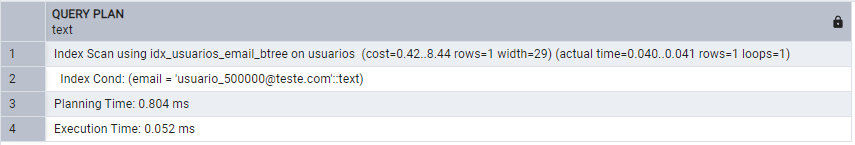 QUERY PLAN
text
1 Index Scan using idx_usuarios_email_btree on usuarios (cost=0.42..8.44 rows=1 width=29) (actual time=0.040..0.041 rows=1 loops=1)
2 Index Cond: (email = 'usuario_500000@teste.com'::text)
3 Planning Time: 0.804 ms
4 Execution Time: 0.052 ms